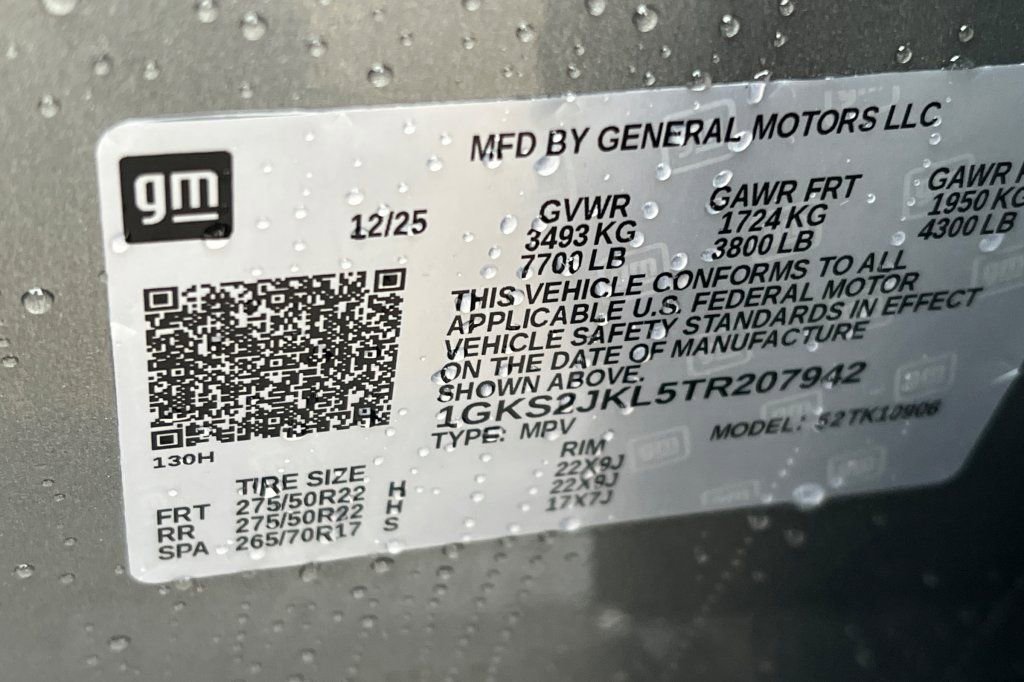 gm
MFD BY GENERAL MOTORS LLC
12/25
GVWR GAWR FRT GAWR
3493 KG 1724 KG 1950 KG
7700 LB 3800 LB 4300 LB
THIS VEHICLE CONFORMS TO ALL
APPLICABLE U.S. FEDERAL MOTOR
VEHICLE SAFETY STANDARDS IN EFFECT
ON THE DATE OF MANUFACTURE
SHOWN ABOVE.
1GKS2JKL5TR207942
TYPE: MPV MODEL: 52TK10906
130H
TIRE SIZE RIM
FRT 275/50R22 H 22X9J
RR 275/50R22 H 22X9J
SPA 265/70R17 S 17X7J